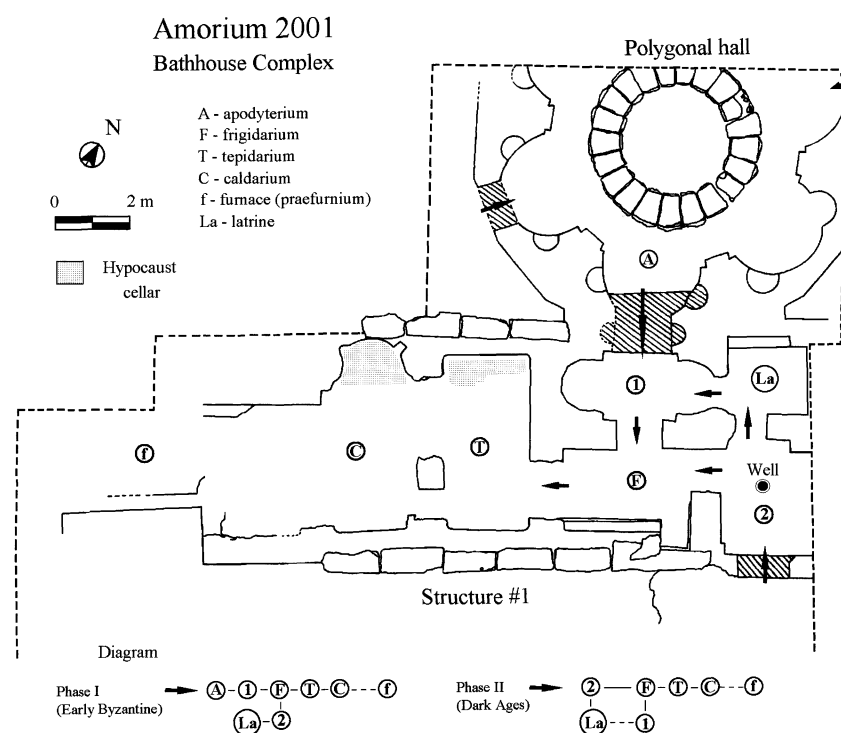 Amorium 2001
Bathhouse Complex
Polygonal hall
N
A - apodyterium
F - frigidarium
T - tepidarium
C - caldarium
f - furnace (praefurnium)
La - latrine
0 2 m
Hypocaust
cellar
A
1
La
f
C
T
F
Well
2
Structure #1
Diagram
Phase I
(Early Byzantine)
A 1 F T C f
La 2
Phase II
(Dark Ages)
2 F T C f
La 1